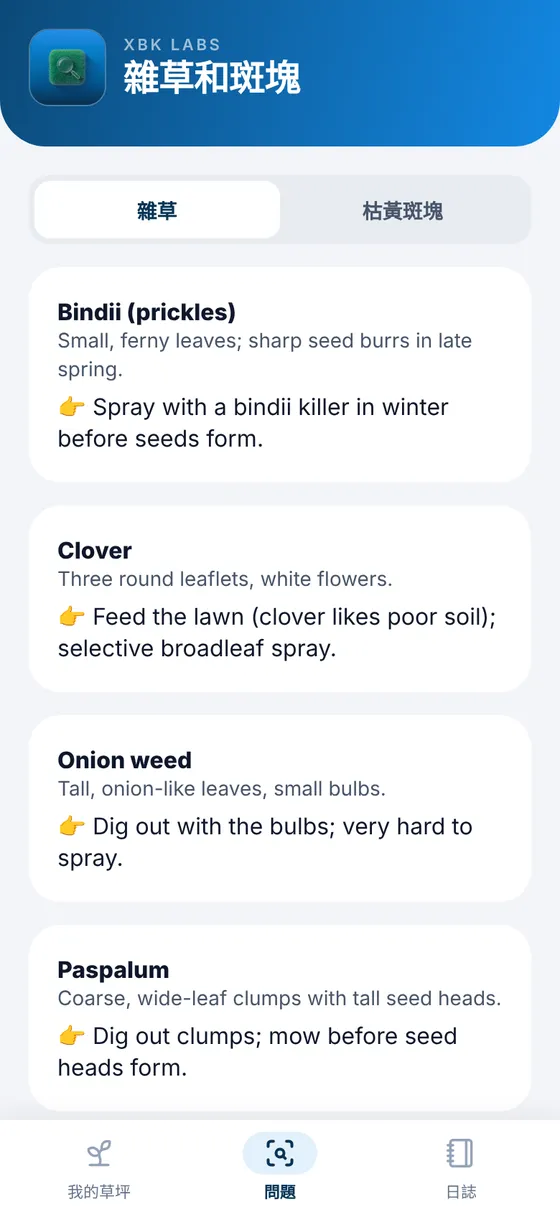 XBK LABS
雜草和斑塊
雜草
枯黃斑塊
Bindii (prickles)
Small, ferny leaves; sharp seed burrs in late
spring.
👉 Spray with a bindii killer in winter
before seeds form.
Clover
Three round leaflets, white flowers.
👉 Feed the lawn (clover likes poor soil);
selective broadleaf spray.
Onion weed
Tall, onion-like leaves, small bulbs.
👉 Dig out with the bulbs; very hard to
spray.
Paspalum
Coarse, wide-leaf clumps with tall seed heads.
👉 Dig out clumps; mow before seed
heads form.
我的草坪
問題
日誌